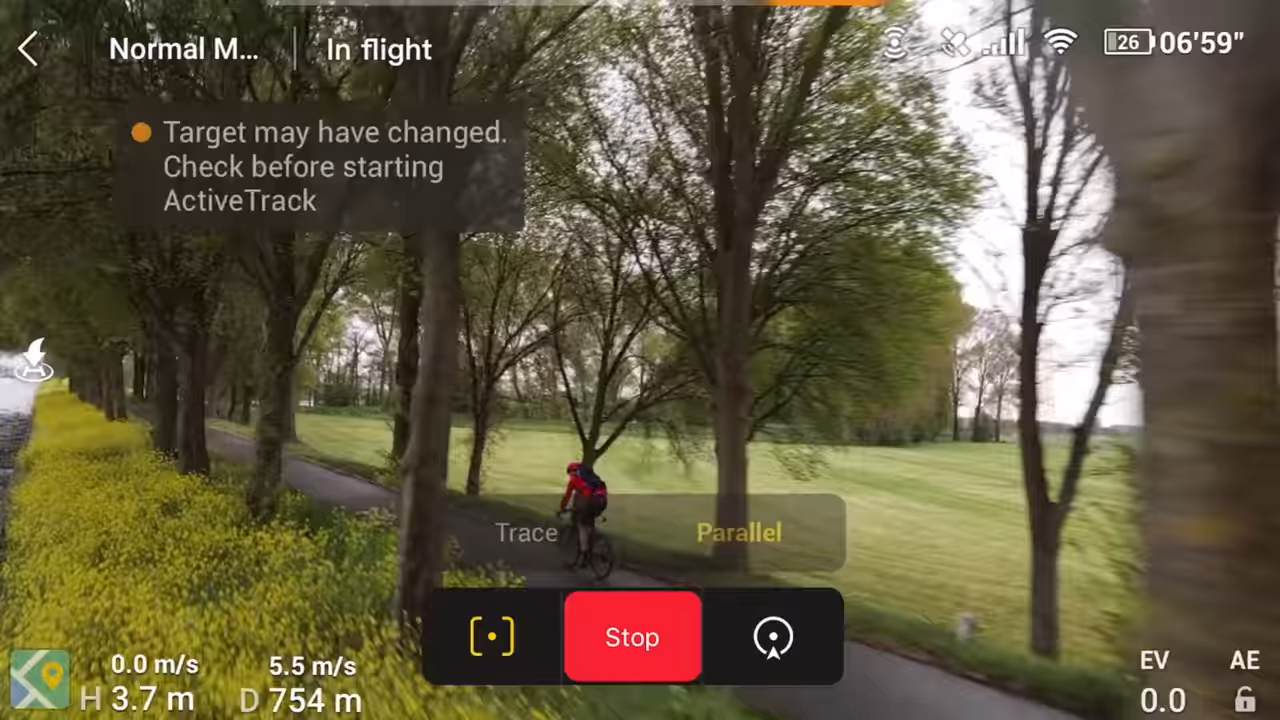 Normal M... In flight
26 06'59"
Target may have changed.
Check before starting
ActiveTrack
Trace Parallel
Stop
0.0 m/s 5.5 m/s
H 3.7 m D 754 m
EV AE
0.0